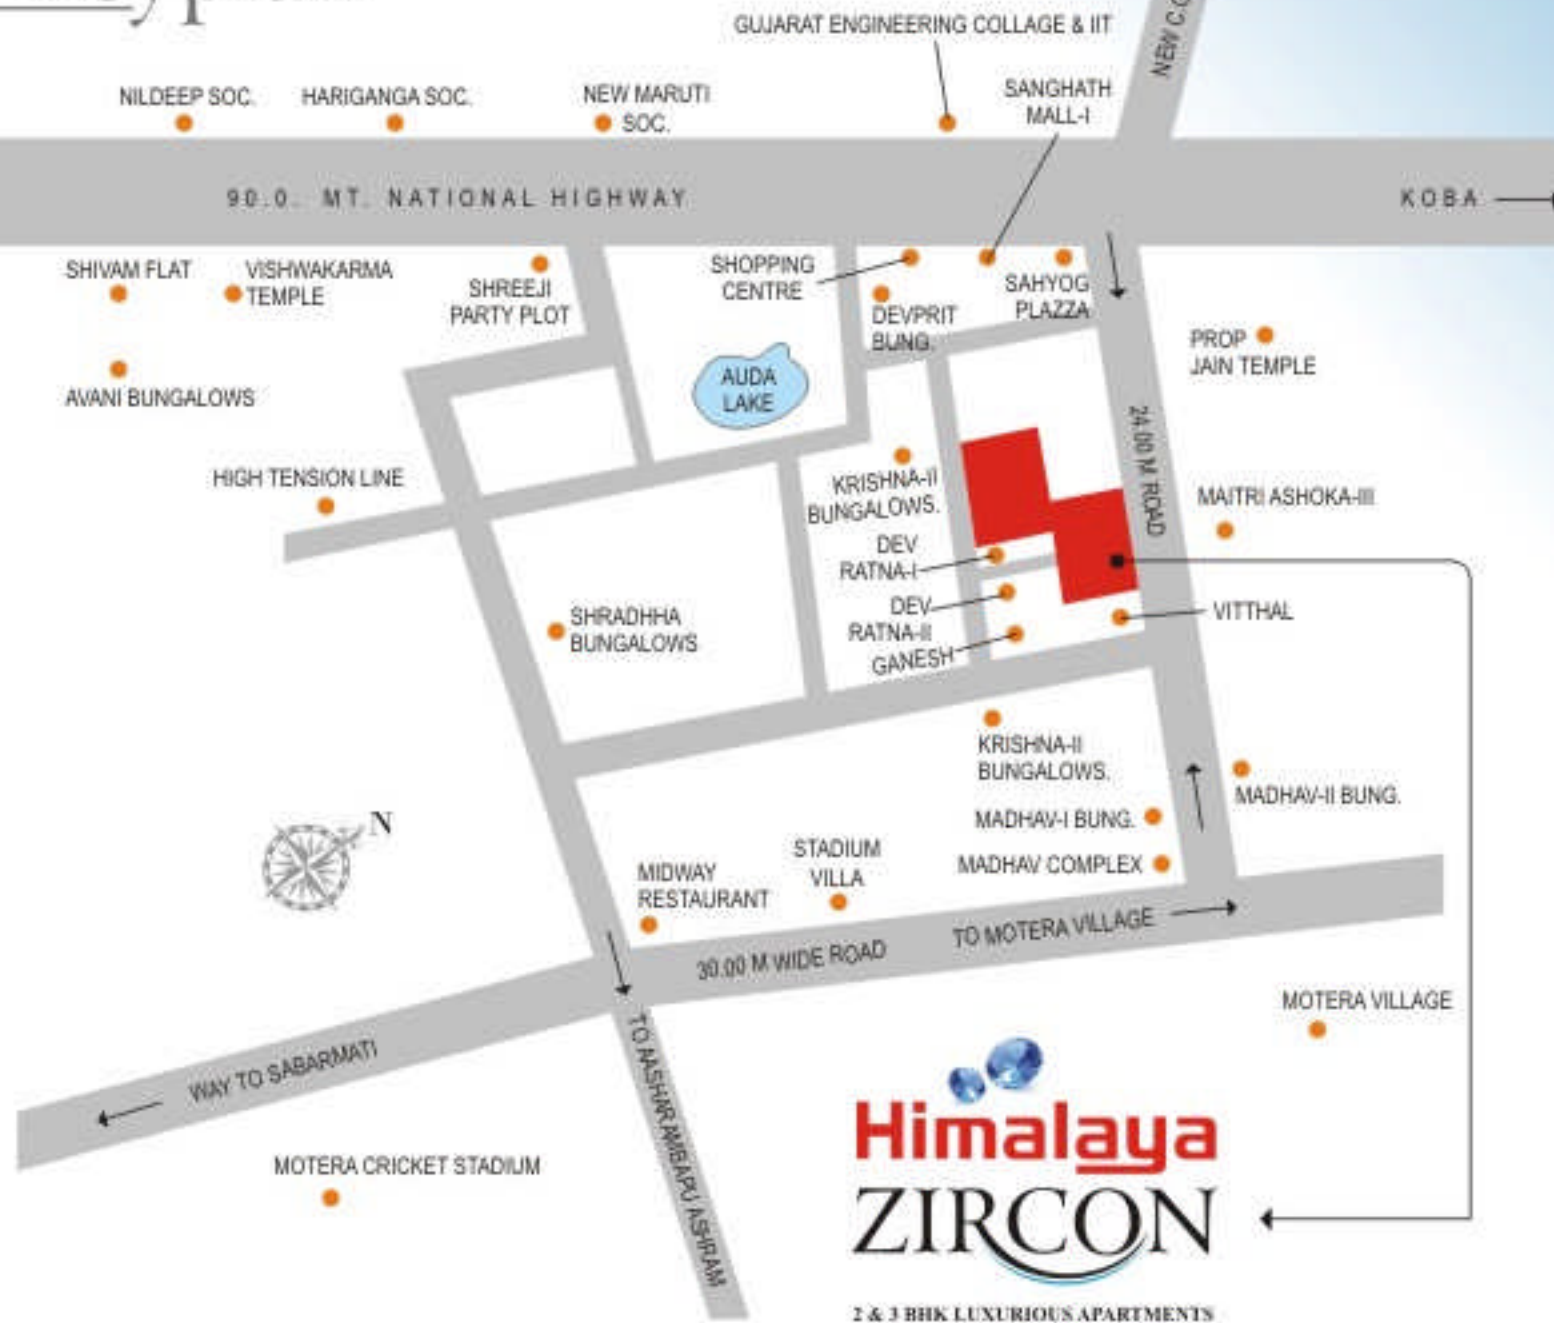 GUJARAT ENGINEERING COLLAGE & IIT
NEW C.G
SANGHATH
MALL-I
NILDEEP SOC.
HARIGANGA SOC.
NEW MARUTI
SOC.
90.0. MT. NATIONAL HIGHWAY
KOBA
SHIVAM FLAT
VISHWAKARMA
TEMPLE
SHREEJI
PARTY PLOT
SHOPPING
CENTRE
DEVPRIT
BUNG.
SAHYOG
PLAZZA
PROP
JAIN TEMPLE
AVANI BUNGALOWS
AUDA
LAKE
24.00 M ROAD
HIGH TENSION LINE
KRISHNA-II
BUNGALOWS.
MAITRI ASHOKA-III
DEV
RATNA-I
DEV
RATNA-II
GANESH
VITTHAL
SHRADHHA
BUNGALOWS
KRISHNA-II
BUNGALOWS.
MADHAV-II BUNG.
MADHAV-I BUNG.
MADHAV COMPLEX
N
STADIUM
VILLA
MIDWAY
RESTAURANT
30.00 M WIDE ROAD
TO MOTERA VILLAGE
MOTERA VILLAGE
WAY TO SABARMATI
TO AASHARAMBAPU ASHRAM
MOTERA CRICKET STADIUM
Himalaya
ZIRCON
2 & 3 BHK LUXURIOUS APARTMENTS